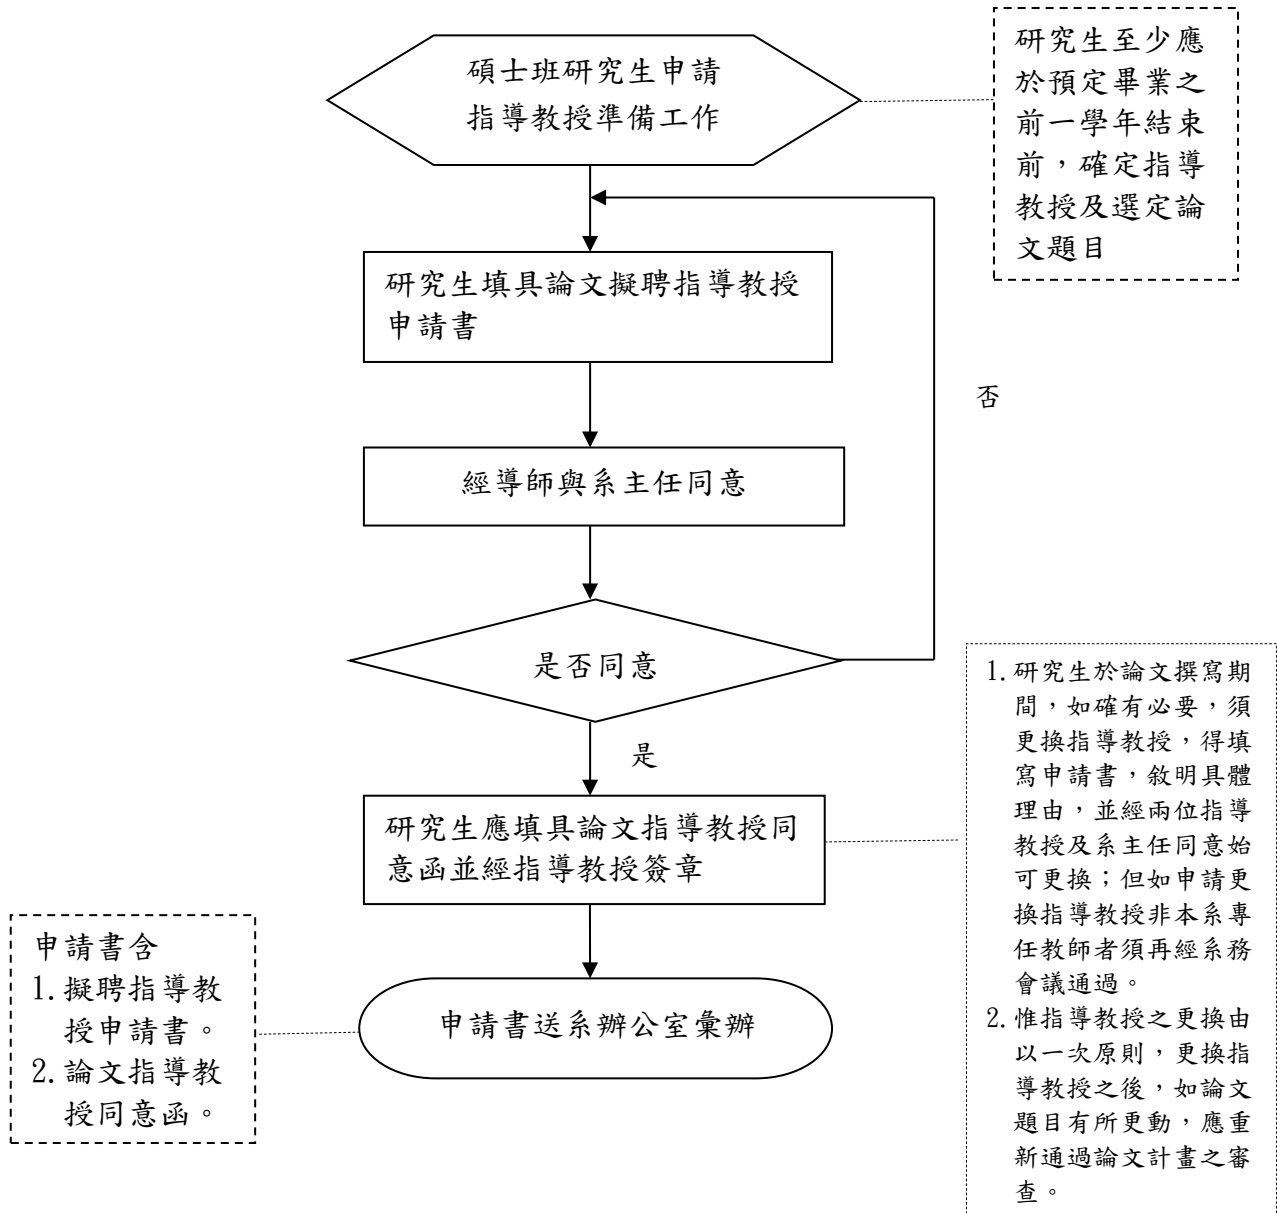 碩士班研究生申請
指導教授準備工作
研究生至少應
於預定畢業之
前一學年結束
前，確定指導
教授及選定論
文題目
研究生填具論文擬聘指導教授
申請書
否
經導師與系主任同意
是否同意
是
研究生應填具論文指導教授同
意函並經指導教授簽章
1.研究生於論文撰寫期
間，如確有必要，須
更換指導教授，得填
寫申請書，敘明具體
理由，並經兩位指導
教授及系主任同意始
可更換；但如申請更
換指導教授非本系專
任教師者須再經系務
會議通過。
2.惟指導教授之更換由
以一次原則，更換指
導教授之後，如論文
題目有所更動，應重
新通過論文計畫之審
查。
申請書含
1.擬聘指導教
授申請書。
2.論文指導教
授同意函。
申請書送系辦公室彙辦